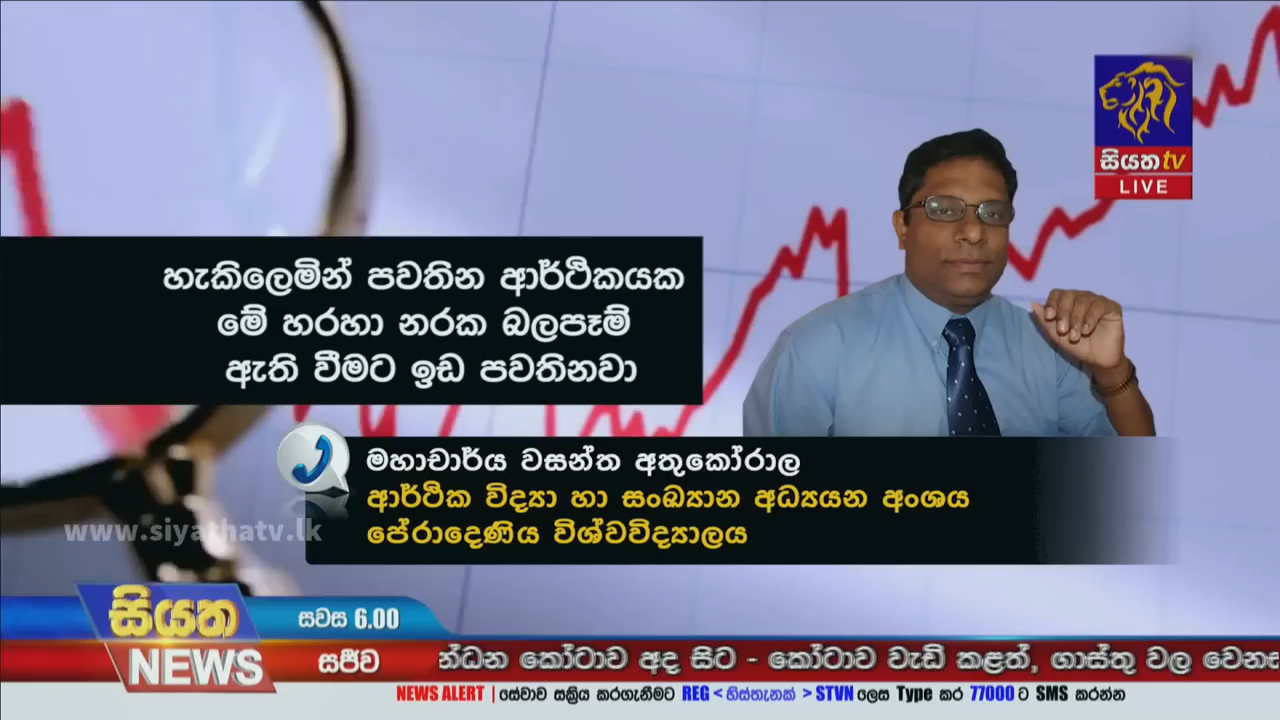 සියත tv
LIVE
හැකිලෙමින් පවතින ආර්ථිකයක
මේ හරහා නරක බලපෑම්
ඇති වීමට ඉඩ පවතිනවා
මහාචාර්ය වසන්ත අතුකෝරාල
ආර්ථික විද්‍යා හා සංඛ්‍යාන අධ්‍යයන අංශය
පේරාදෙණිය විශ්වවිද්‍යාලය
www.siyathatv.lk
සියත
NEWS
සවස 6.00
සජීව
න්ධන කෝටාව අද සිට - කෝටාව වැඩි කළත්, ගාස්තු වල වෙනස
NEWS ALERT | සේවාව සක්‍රිය කරගැනීමට REG < හිස්තැනක් > STVN ලෙස Type කර 77000 ට SMS කරන්න